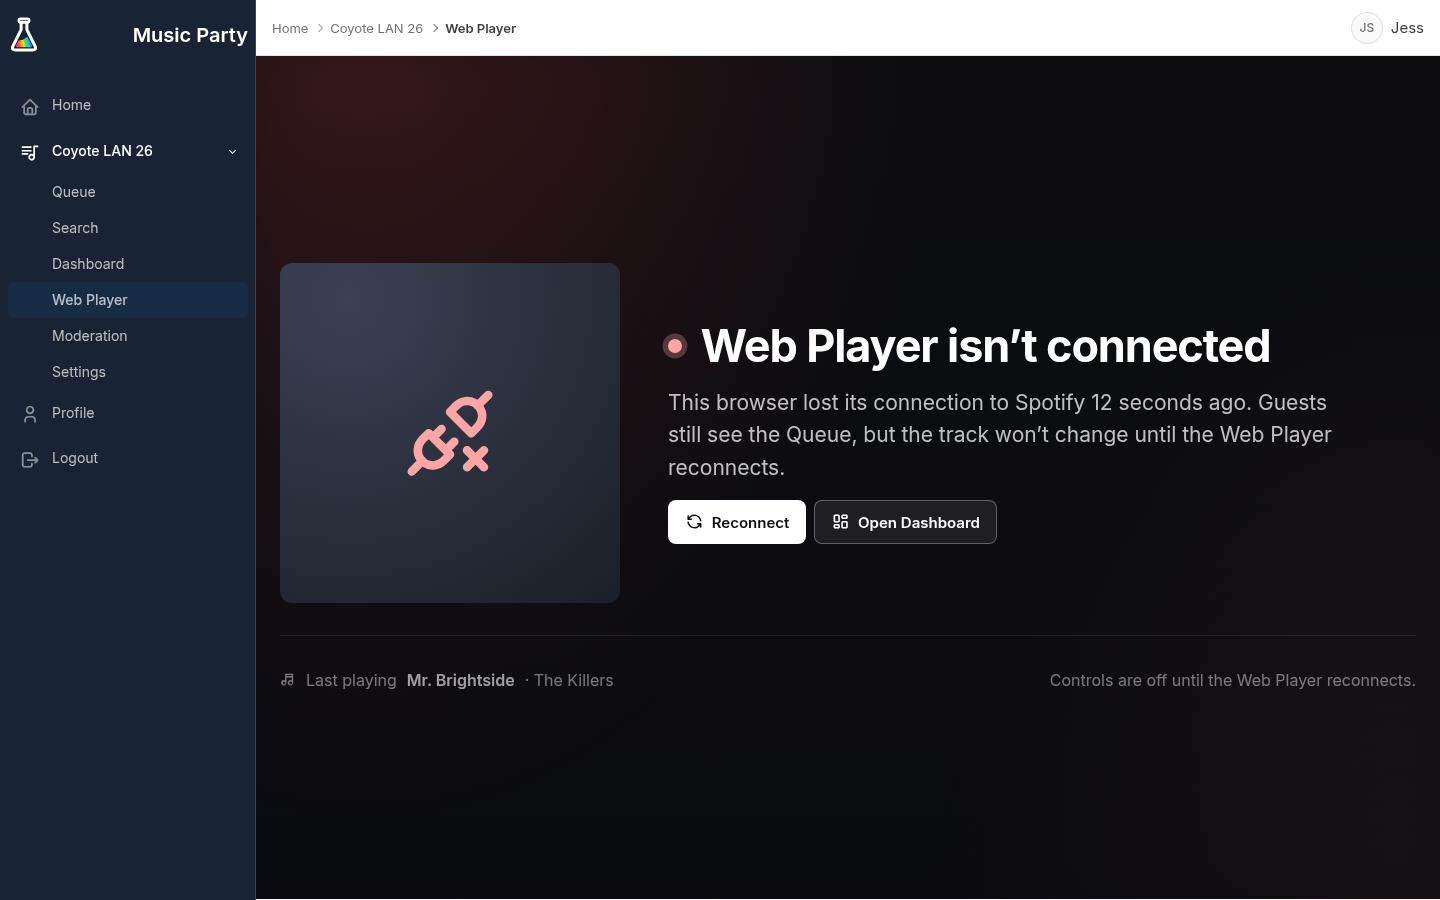 Music Party
Home
Coyote LAN 26
Queue
Search
Dashboard
Web Player
Moderation
Settings
Profile
Logout
Home > Coyote LAN 26 > Web Player
JS Jess
Web Player isn’t connected
This browser lost its connection to Spotify 12 seconds ago. Guests
still see the Queue, but the track won’t change until the Web Player
reconnects.
Reconnect
Open Dashboard
Last playing Mr. Brightside · The Killers
Controls are off until the Web Player reconnects.